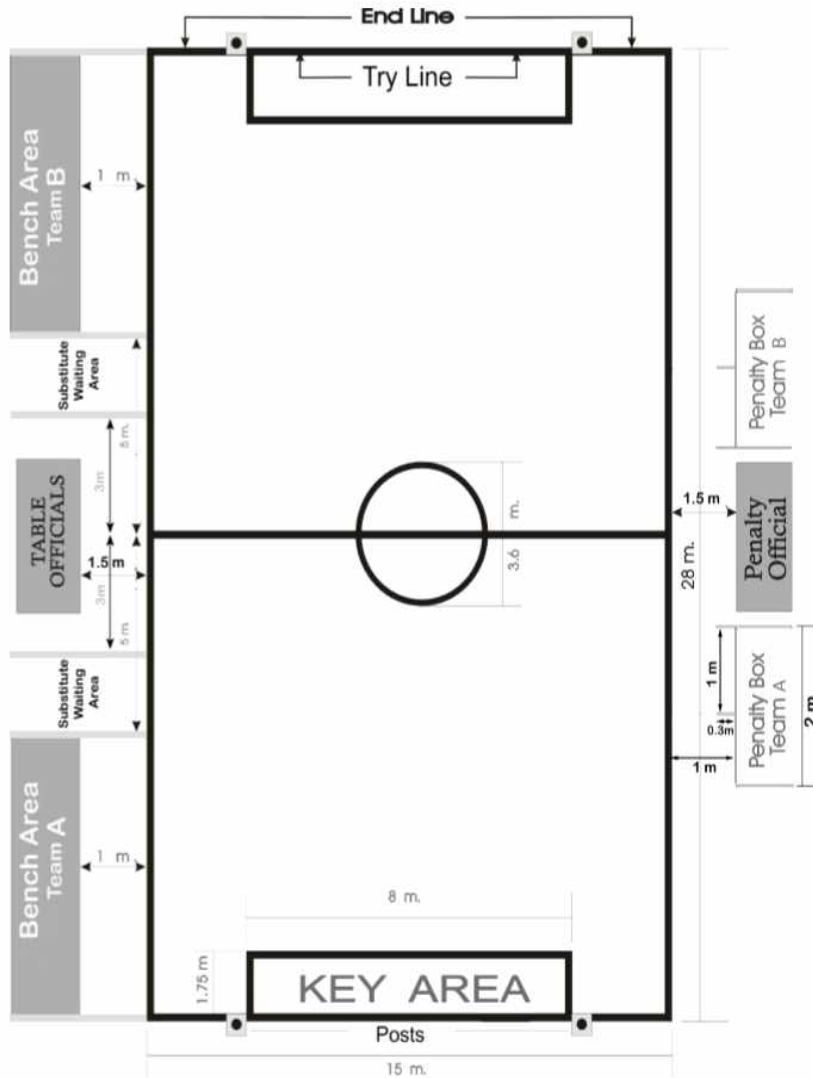 End Line
Try Line
Bench Area
Team B
1 m.
Substitute
Waiting
Area
5 m.
3m
TABLE
OFFICIALS
1.5 m
3m
5 m.
Substitute
Waiting
Area
Bench Area
Team A
1 m.
3.6 m.
28 m.
Penalty Box
Team B
1.5 m
Penalty
Official
Penalty Box
Team A
1 m
0.3m
2 m
1 m
8 m.
1.75 m
KEY AREA
Posts
15 m.